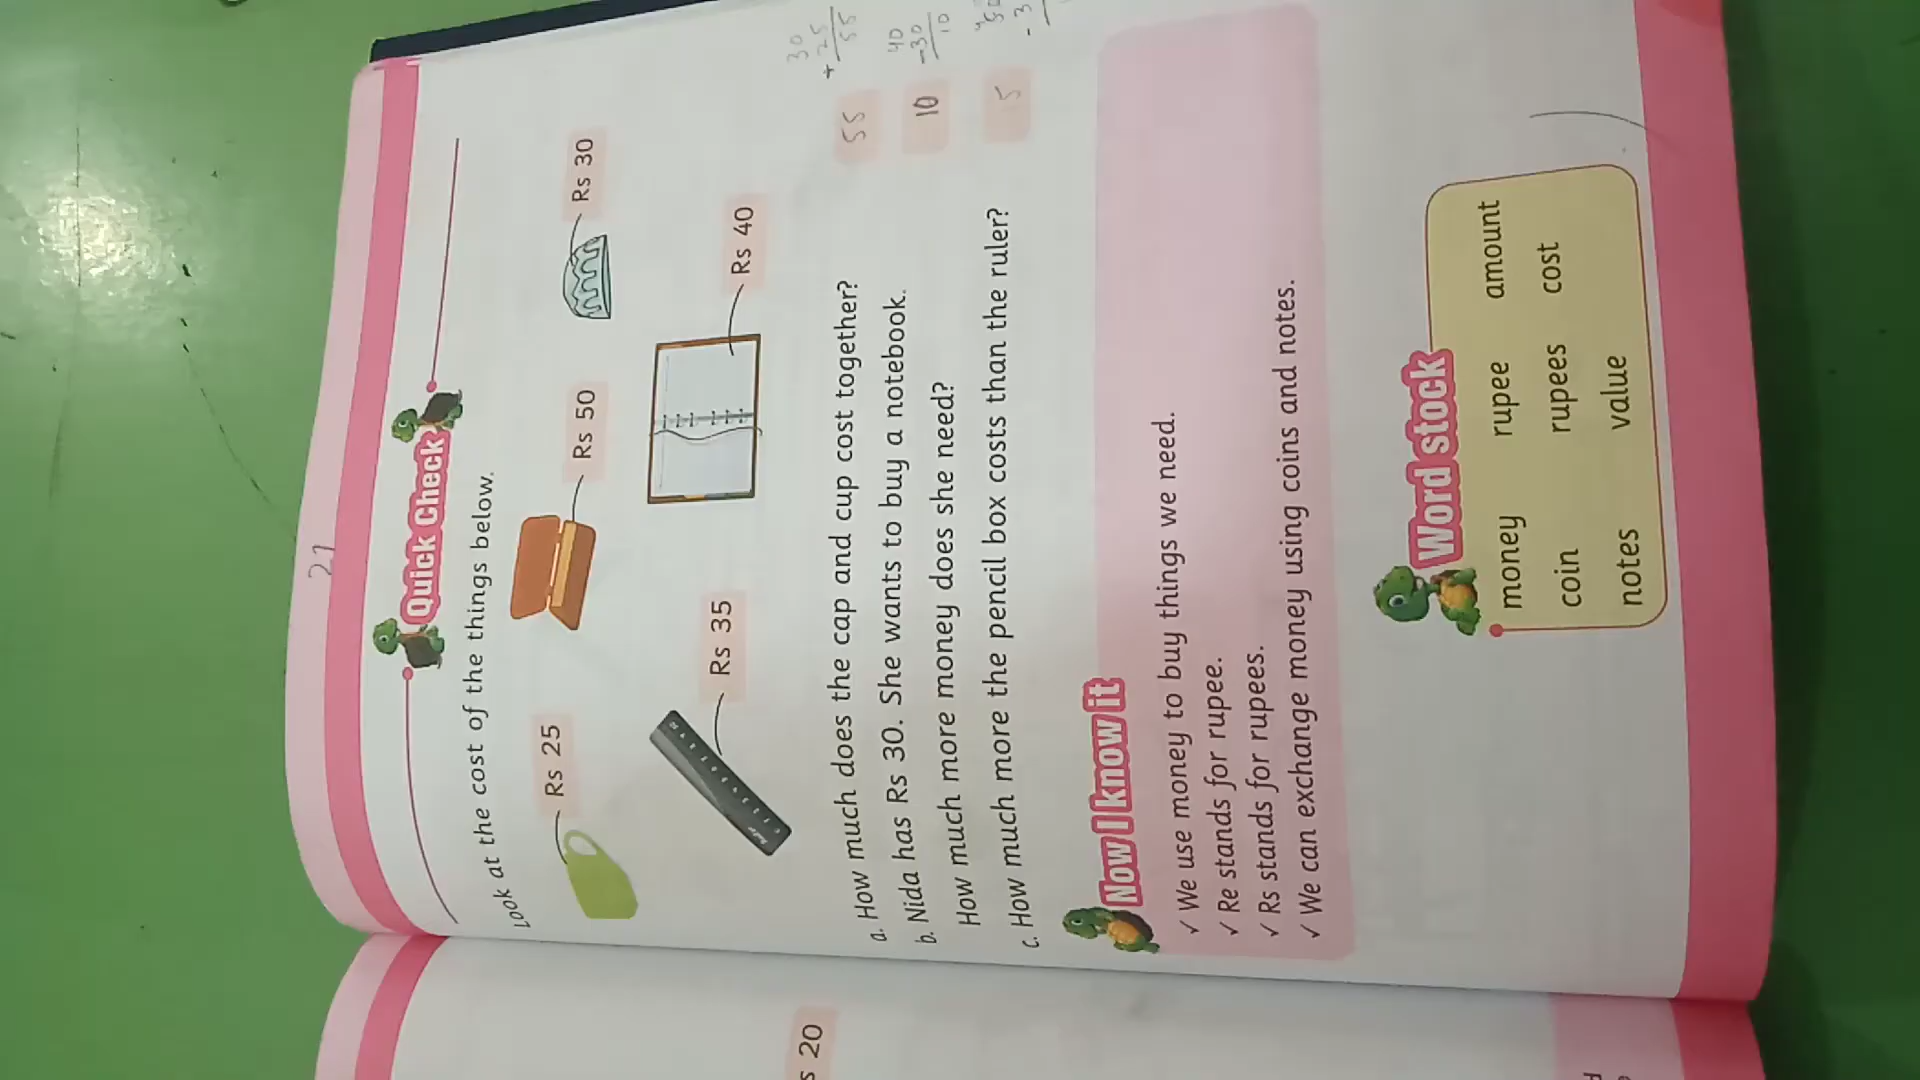 21
Quick Check
Look at the cost of the things below.
Rs 25
Rs 50
Rs 30
Rs 35
Rs 40
a. How much does the cap and cup cost together?
55
30
+ 25
55
b. Nida has Rs 30. She wants to buy a notebook.
How much more money does she need?
10
40
-30
10
c. How much more the pencil box costs than the ruler?
5
Now I know it
✓ We use money to buy things we need.
✓ Re stands for rupee.
✓ Rs stands for rupees.
✓ We can exchange money using coins and notes.
Word stock
money rupee amount
coin rupees cost
notes value
20